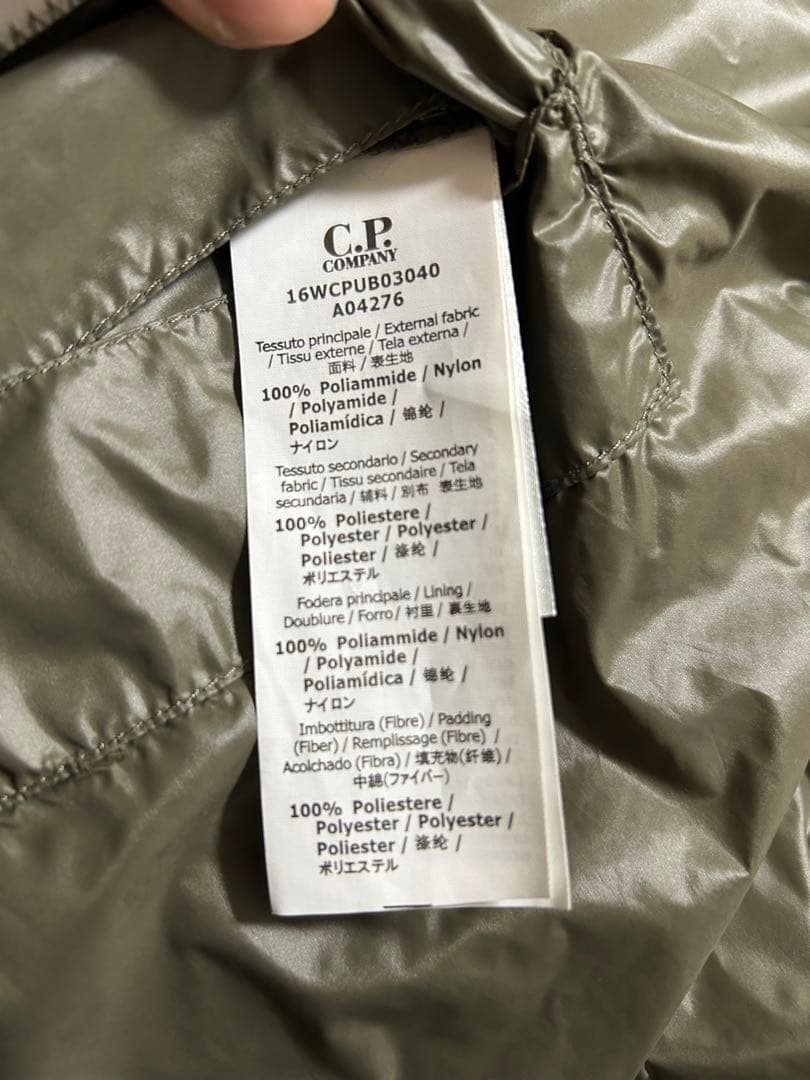 C.P.
COMPANY
16WCPUB03040
A04276
Tessuto principale / External fabric
/ Tissu externe / Tela externa /
面料 / 表生地
100% Poliammide / Nylon
/ Polyamide /
Poliamídica / 锦纶 /
ナイロン
Tessuto secondario / Secondary
fabric / Tissu secondaire / Tela
secundaria / 辅料 / 別布 表生地
100% Poliestere /
Polyester / Polyester /
Poliester / 涤纶 /
ポリエステル
Fodera principale / Lining /
Doublure / Forro / 衬里 / 裏生地
100% Poliammide / Nylon
/ Polyamide /
Poliamídica / 锦纶 /
ナイロン
Imbottitura (Fibre) / Padding
(Fiber) / Remplissage (Fibre) /
Acolchado (Fibra) / 填充物(纤维) /
中綿(ファイバー)
100% Poliestere /
Polyester / Polyester /
Poliester / 涤纶 /
ポリエステル